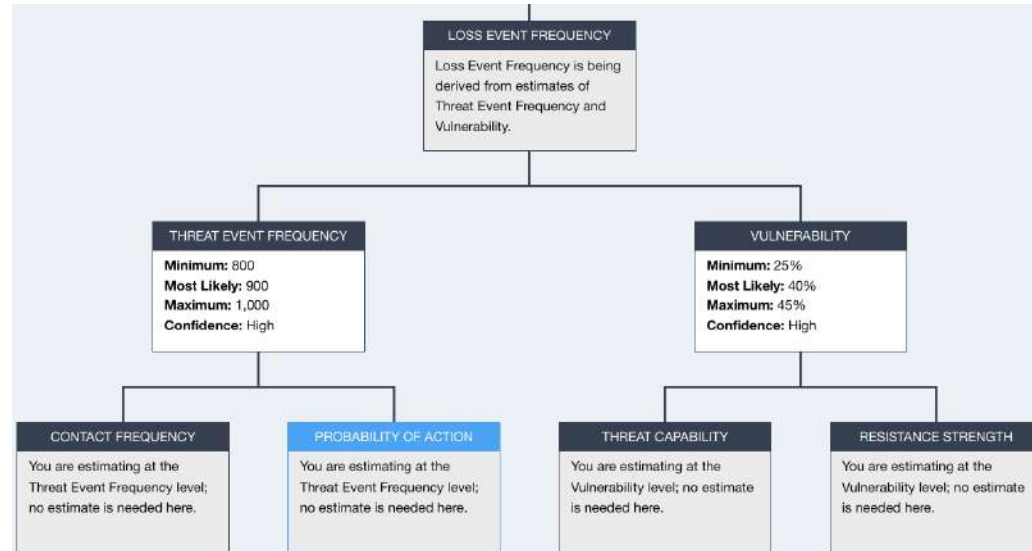 LOSS EVENT FREQUENCY
Loss Event Frequency is being
derived from estimates of
Threat Event Frequency and
Vulnerability.
THREAT EVENT FREQUENCY
Minimum: 800
Most Likely: 900
Maximum: 1,000
Confidence: High
VULNERABILITY
Minimum: 25%
Most Likely: 40%
Maximum: 45%
Confidence: High
CONTACT FREQUENCY
You are estimating at the
Threat Event Frequency level;
no estimate is needed here.
PROBABILITY OF ACTION
You are estimating at the
Threat Event Frequency level;
no estimate is needed here.
THREAT CAPABILITY
You are estimating at the
Vulnerability level; no estimate
is needed here.
RESISTANCE STRENGTH
You are estimating at the
Vulnerability level; no estimate
is needed here.